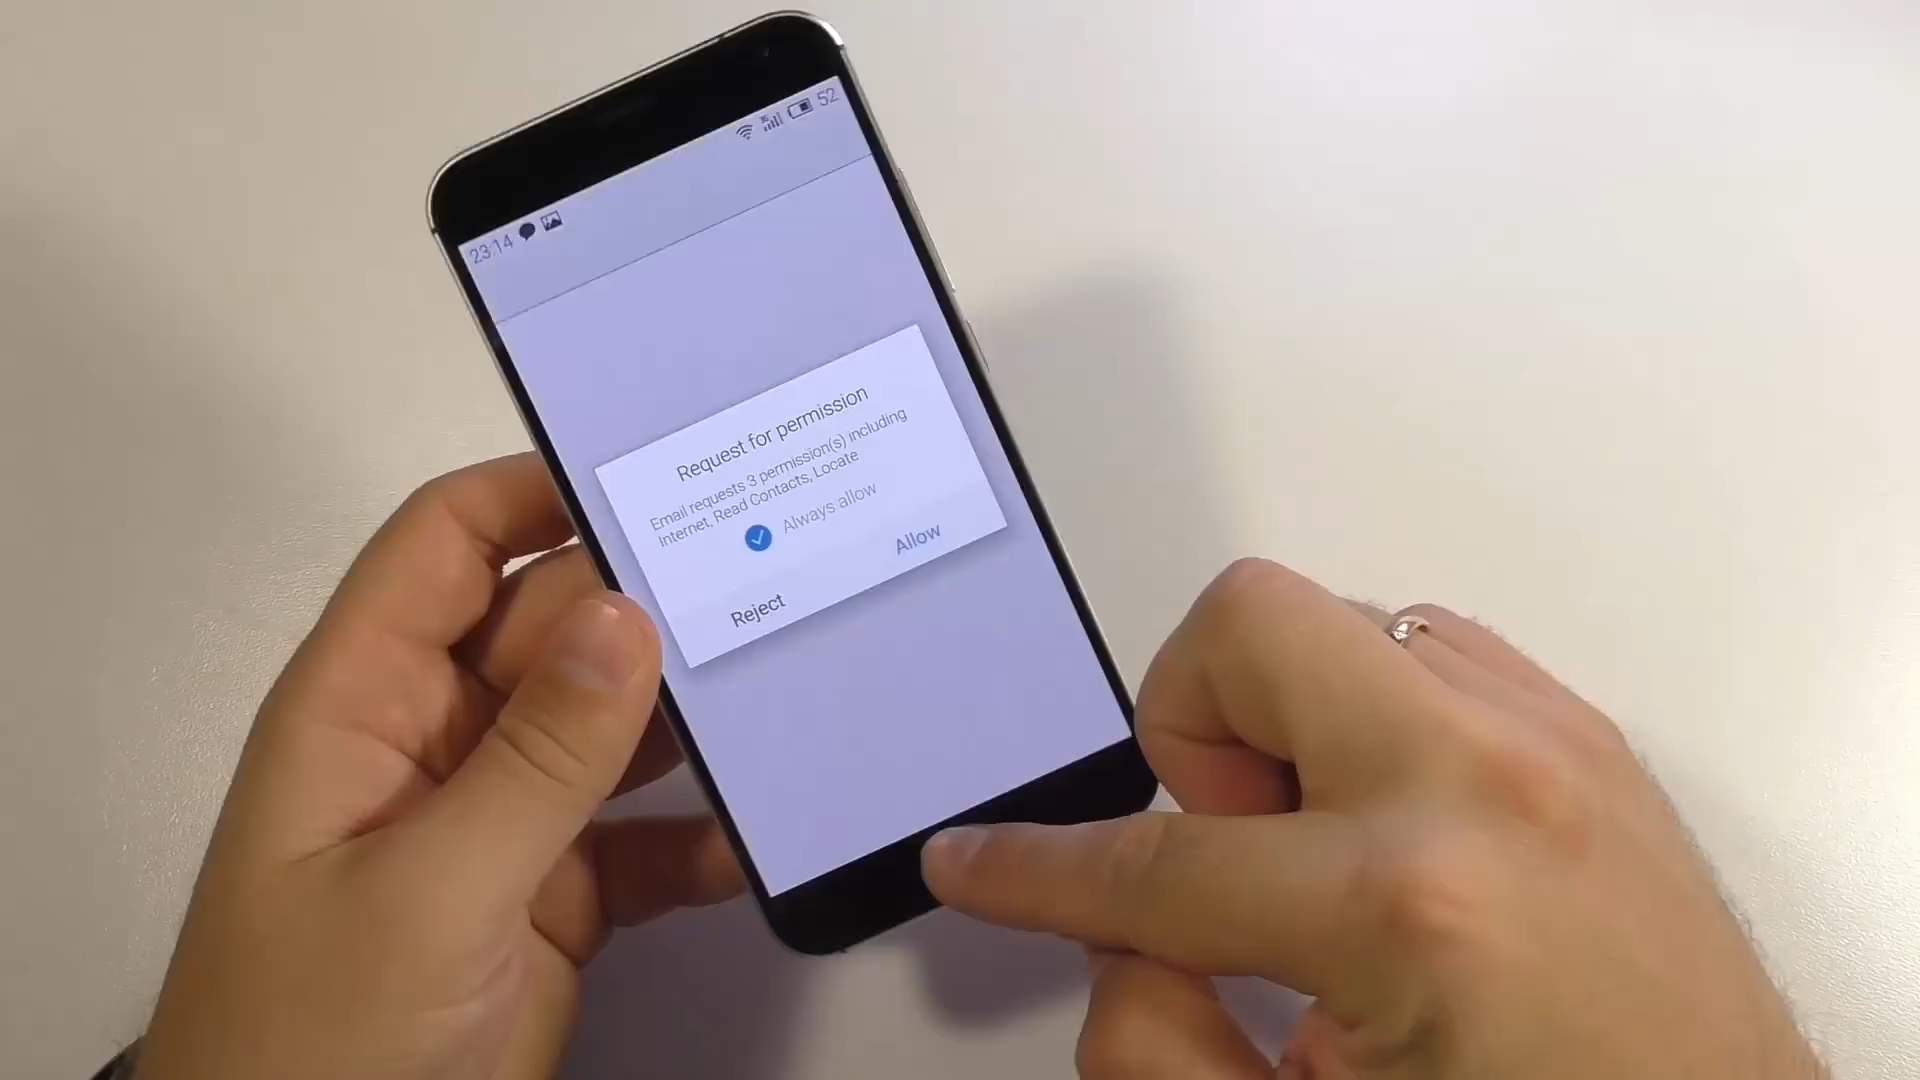 23:14
3G
52
Request for permission
Email requests 3 permission(s) including
Internet, Read Contacts, Locate
Always allow
Reject
Allow